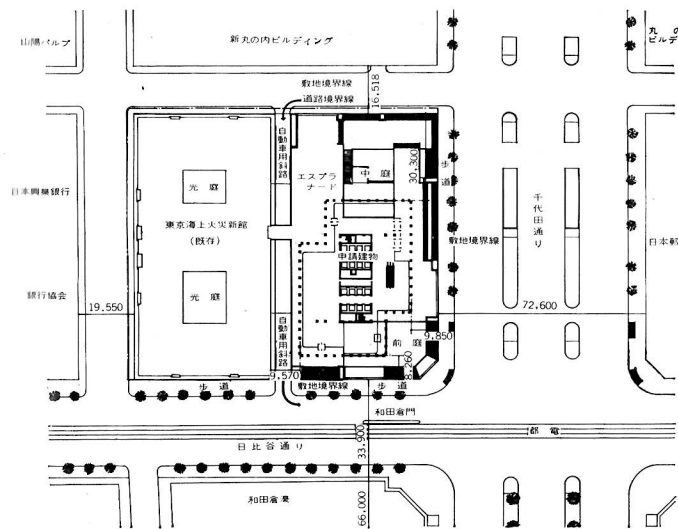 山陽パルプ
新丸の内ビルディング
丸の
ビルデ
敷地境界線
道路境界線
16.518
自動車用斜路
エスプラ
ナード
中庭
30.300
歩道
千代田通り
日本興業銀行
光庭
東京海上火災新館
(既存)
申請建物
敷地境界線
銀行協会
光庭
19.550
72.600
自動車用斜路
前庭
9.850
8.260
9.570
歩道
敷地境界線
歩道
和田倉門
33.900
都電
日比谷通り
和田倉濠
66.000